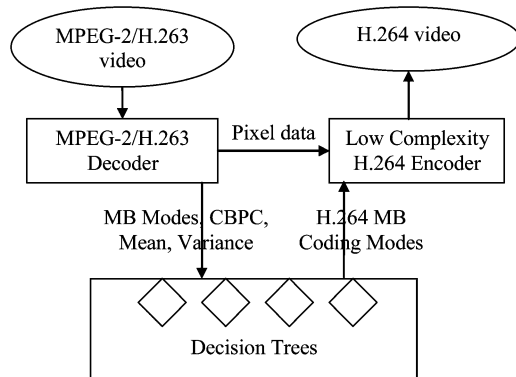 MPEG-2/H.263
video
H.264 video
MPEG-2/H.263
Decoder
Pixel data
Low Complexity
H.264 Encoder
MB Modes, CBPC,
Mean, Variance
H.264 MB
Coding Modes
Decision Trees